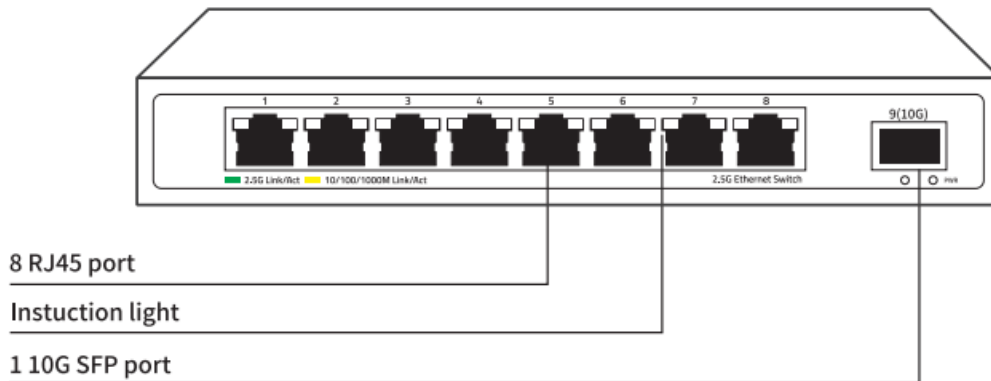 1 2 3 4 5 6 7 8
9(10G)
2.5G Link/Act 10/100/1000M Link/Act 2.5G Ethernet Switch
PWR
8 RJ45 port
Instuction light
1 10G SFP port